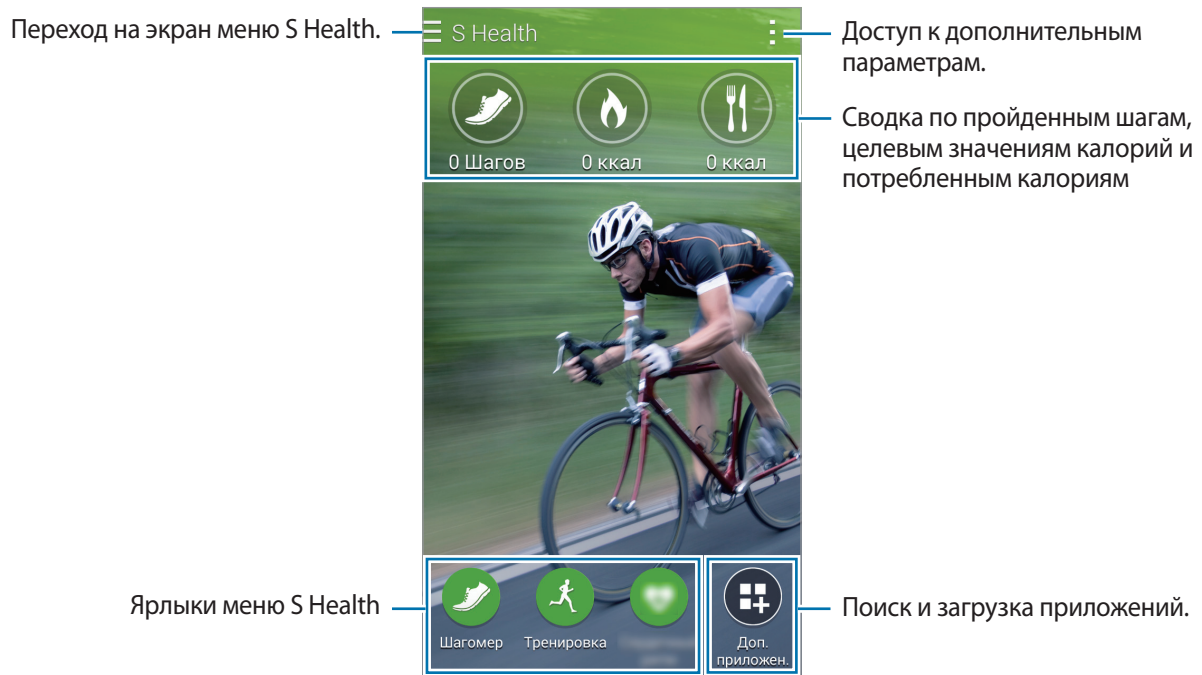 Переход на экран меню S Health.
S Health
Доступ к дополнительным
параметрам.
0 Шагов
0 ккал
0 ккал
Сводка по пройденным шагам,
целевым значениям калорий и
потребленным калориям
Ярлыки меню S Health
Шагомер
Тренировка
Доп.
приложен.
Поиск и загрузка приложений.